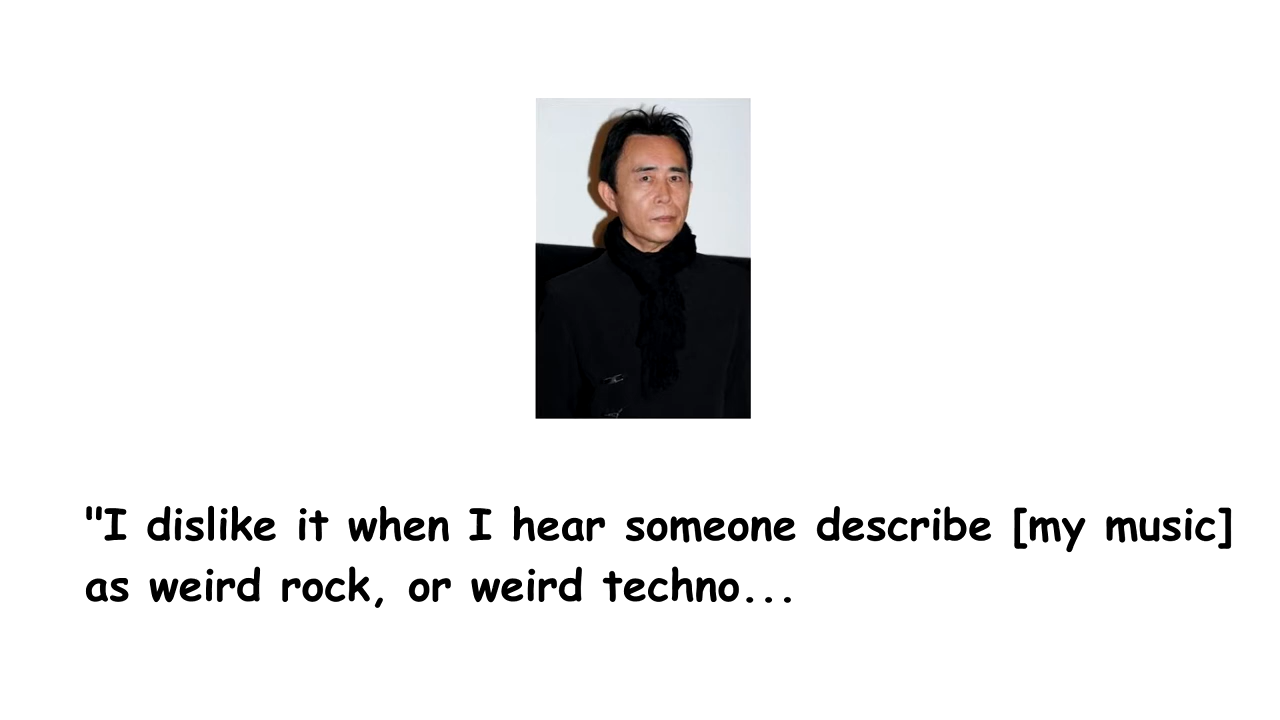 "I dislike it when I hear someone describe [my music]
as weird rock, or weird techno...